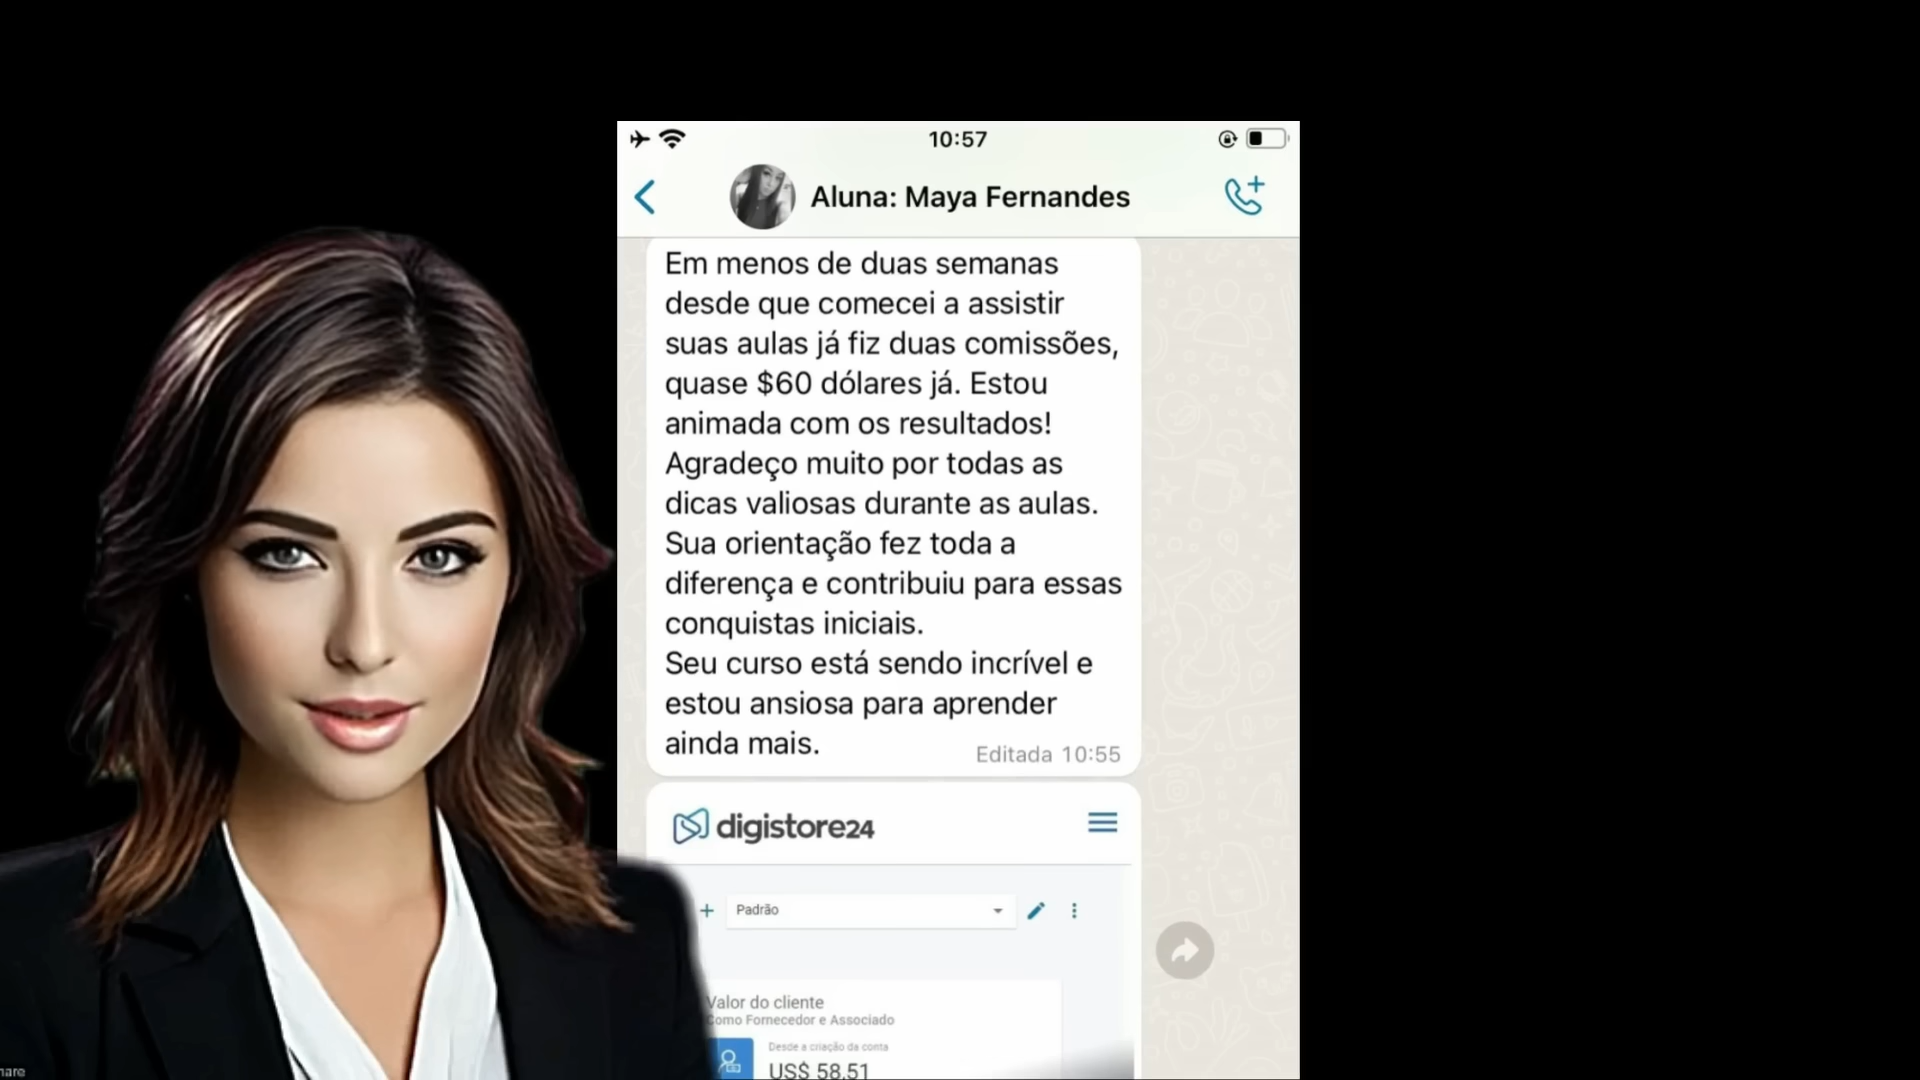 10:57
Aluna: Maya Fernandes
Em menos de duas semanas
desde que comecei a assistir
suas aulas já fiz duas comissões,
quase $60 dólares já. Estou
animada com os resultados!
Agradeço muito por todas as
dicas valiosas durante as aulas.
Sua orientação fez toda a
diferença e contribuiu para essas
conquistas iniciais.
Seu curso está sendo incrível e
estou ansiosa para aprender
ainda mais.
Editada 10:55
digistore24
Padrão
Valor do cliente
Como Fornecedor e Associado
Desde a criação da conta
US$ 58,51